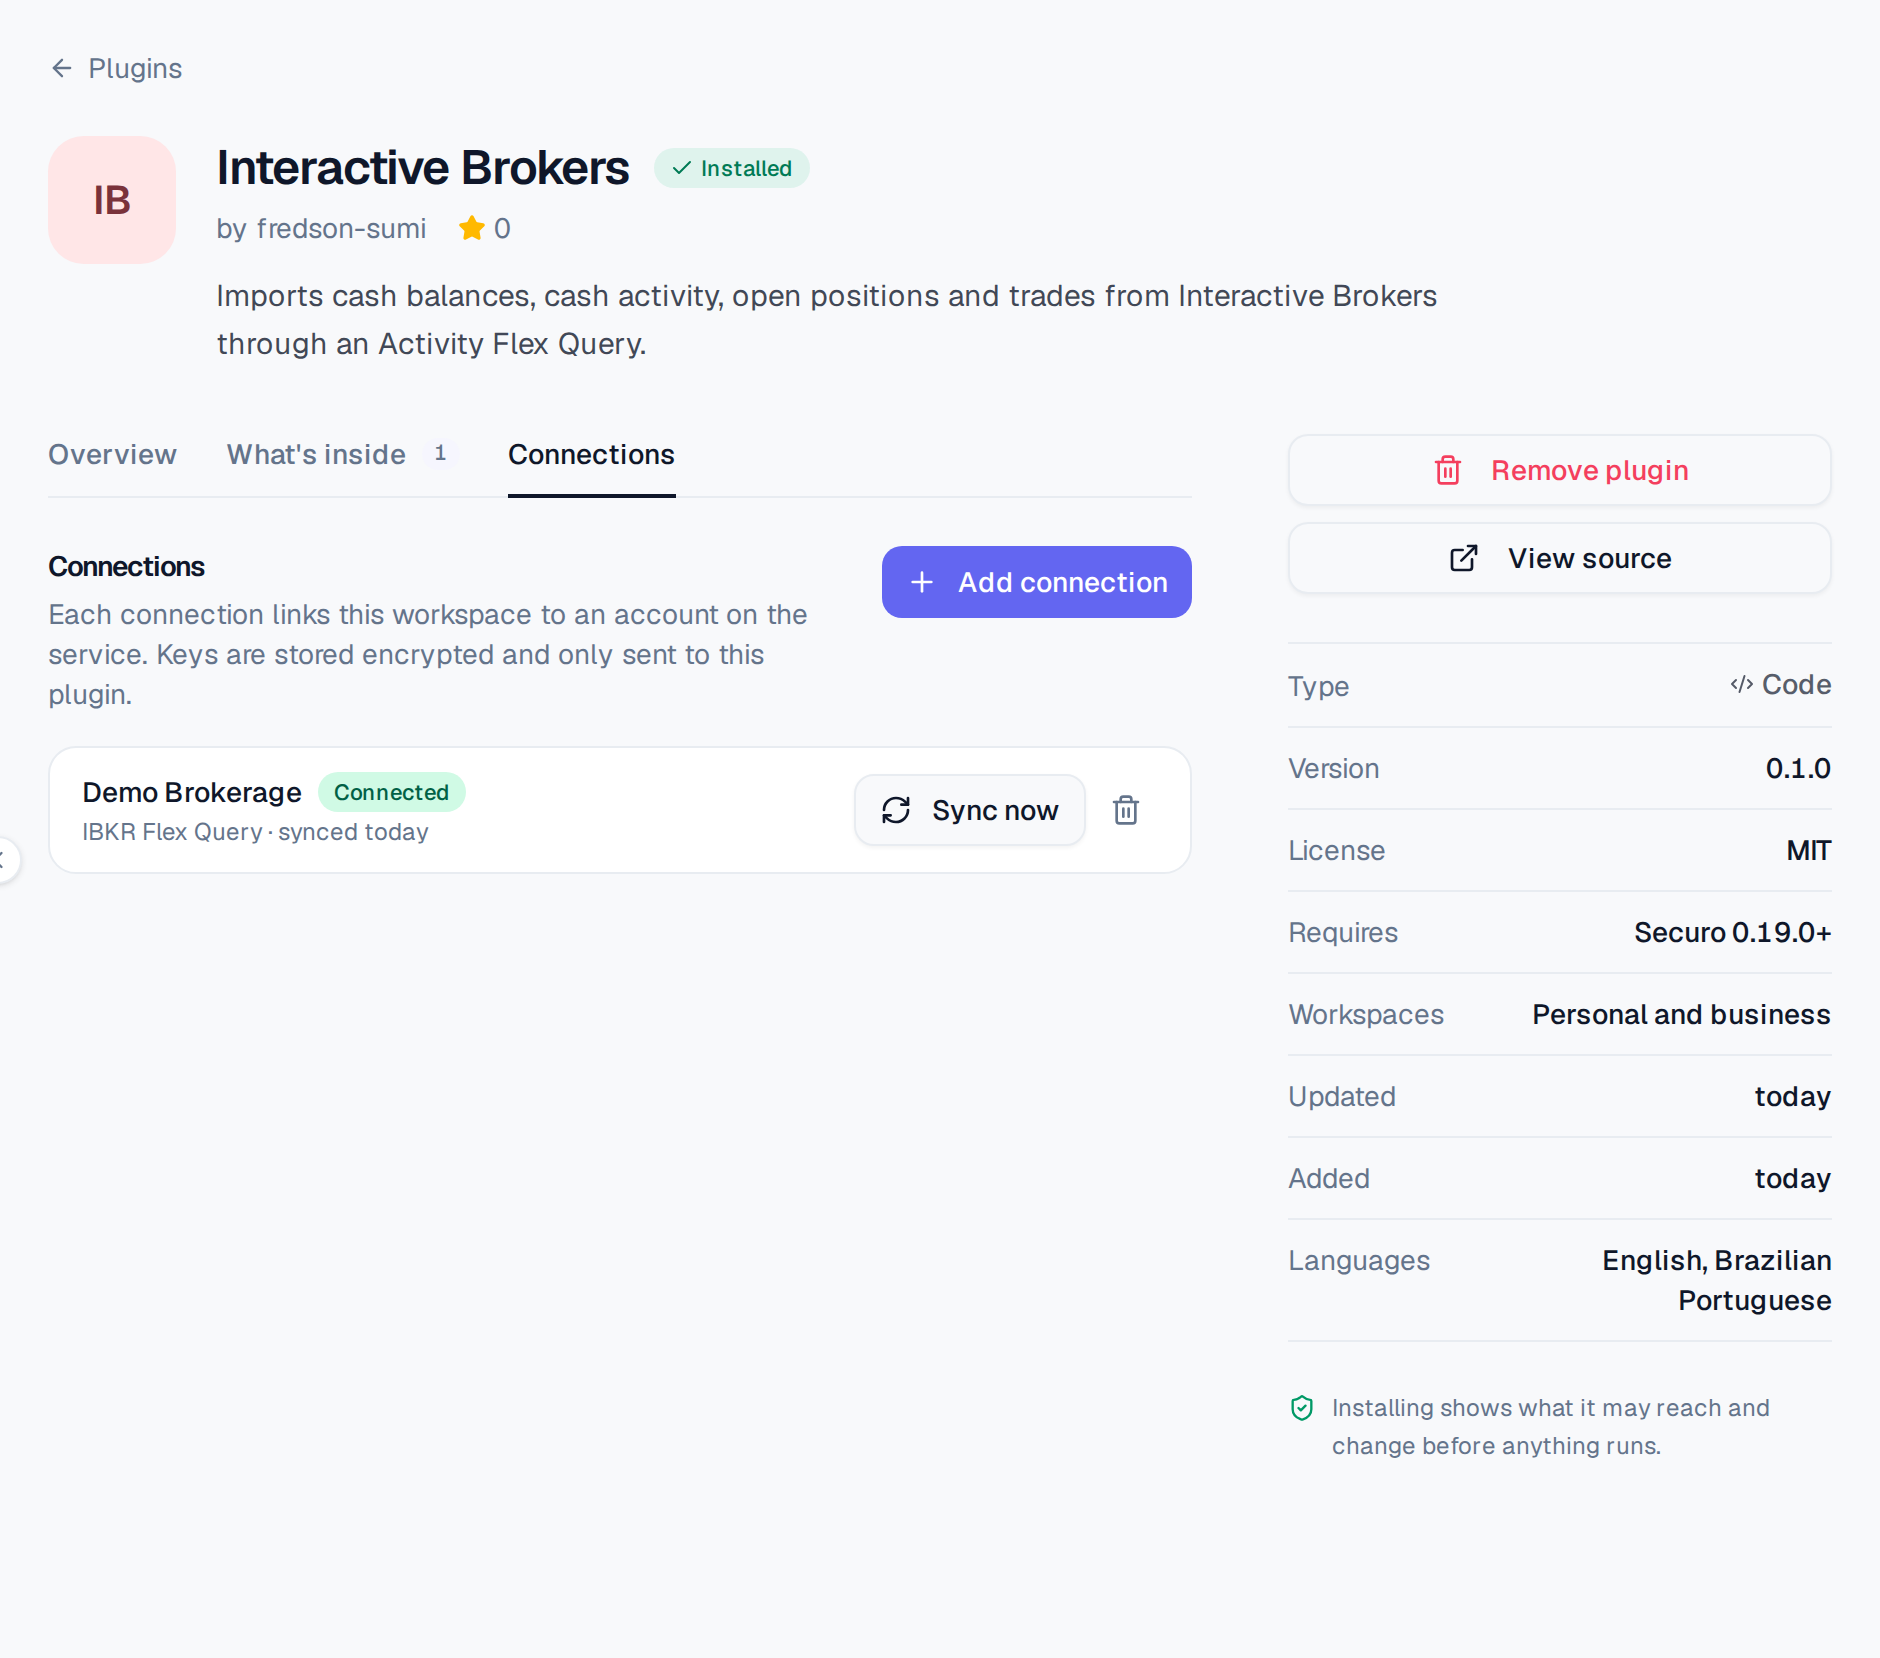 Plugins
IB
Interactive Brokers
Installed
by fredson-sumi
0
Imports cash balances, cash activity, open positions and trades from Interactive Brokers
through an Activity Flex Query.
Overview
What's inside 1
Connections
Connections
Each connection links this workspace to an account on the
service. Keys are stored encrypted and only sent to this
plugin.
Add connection
Demo Brokerage
Connected
IBKR Flex Query · synced today
Sync now
Remove plugin
View source
Type
Code
Version
0.1.0
License
MIT
Requires
Securo 0.19.0+
Workspaces
Personal and business
Updated
today
Added
today
Languages
English, Brazilian
Portuguese
Installing shows what it may reach and
change before anything runs.